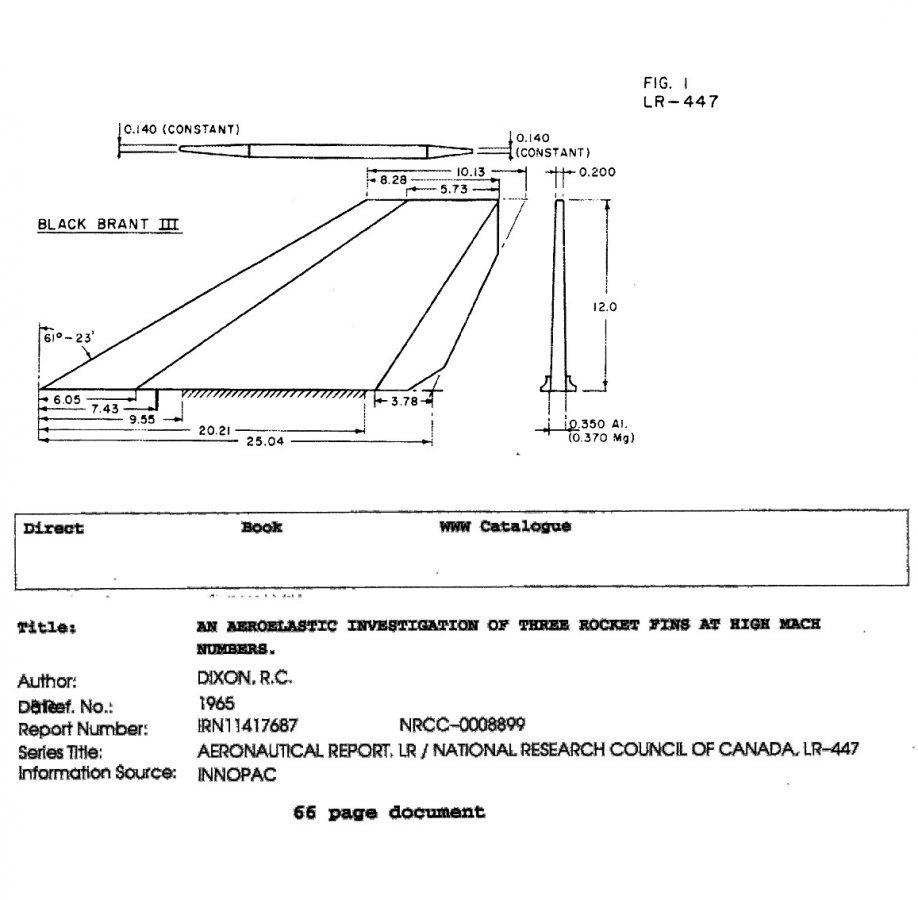 FIG. 1
LR-447
0.140 (CONSTANT)
0.140
(CONSTANT)
10.13
0.200
8.28
5.73
BLACK BRANT III
12.0
61°-23'
6.05
3.78
7.43
9.55
20.21
0.350 Al.
(0.370 Mg)
25.04
Direct Book WWW Catalogue
Title: AN AEROELASTIC INVESTIGATION OF THREE ROCKET FINS AT HIGH MACH
NUMBERS.
Author: DIXON, R.C.
Ref. No.: 1965
Report Number: IRN11417687 NRCC-0008899
Series Title: AERONAUTICAL REPORT. LR / NATIONAL RESEARCH COUNCIL OF CANADA, LR-447
Information Source: INNOPAC
66 page document